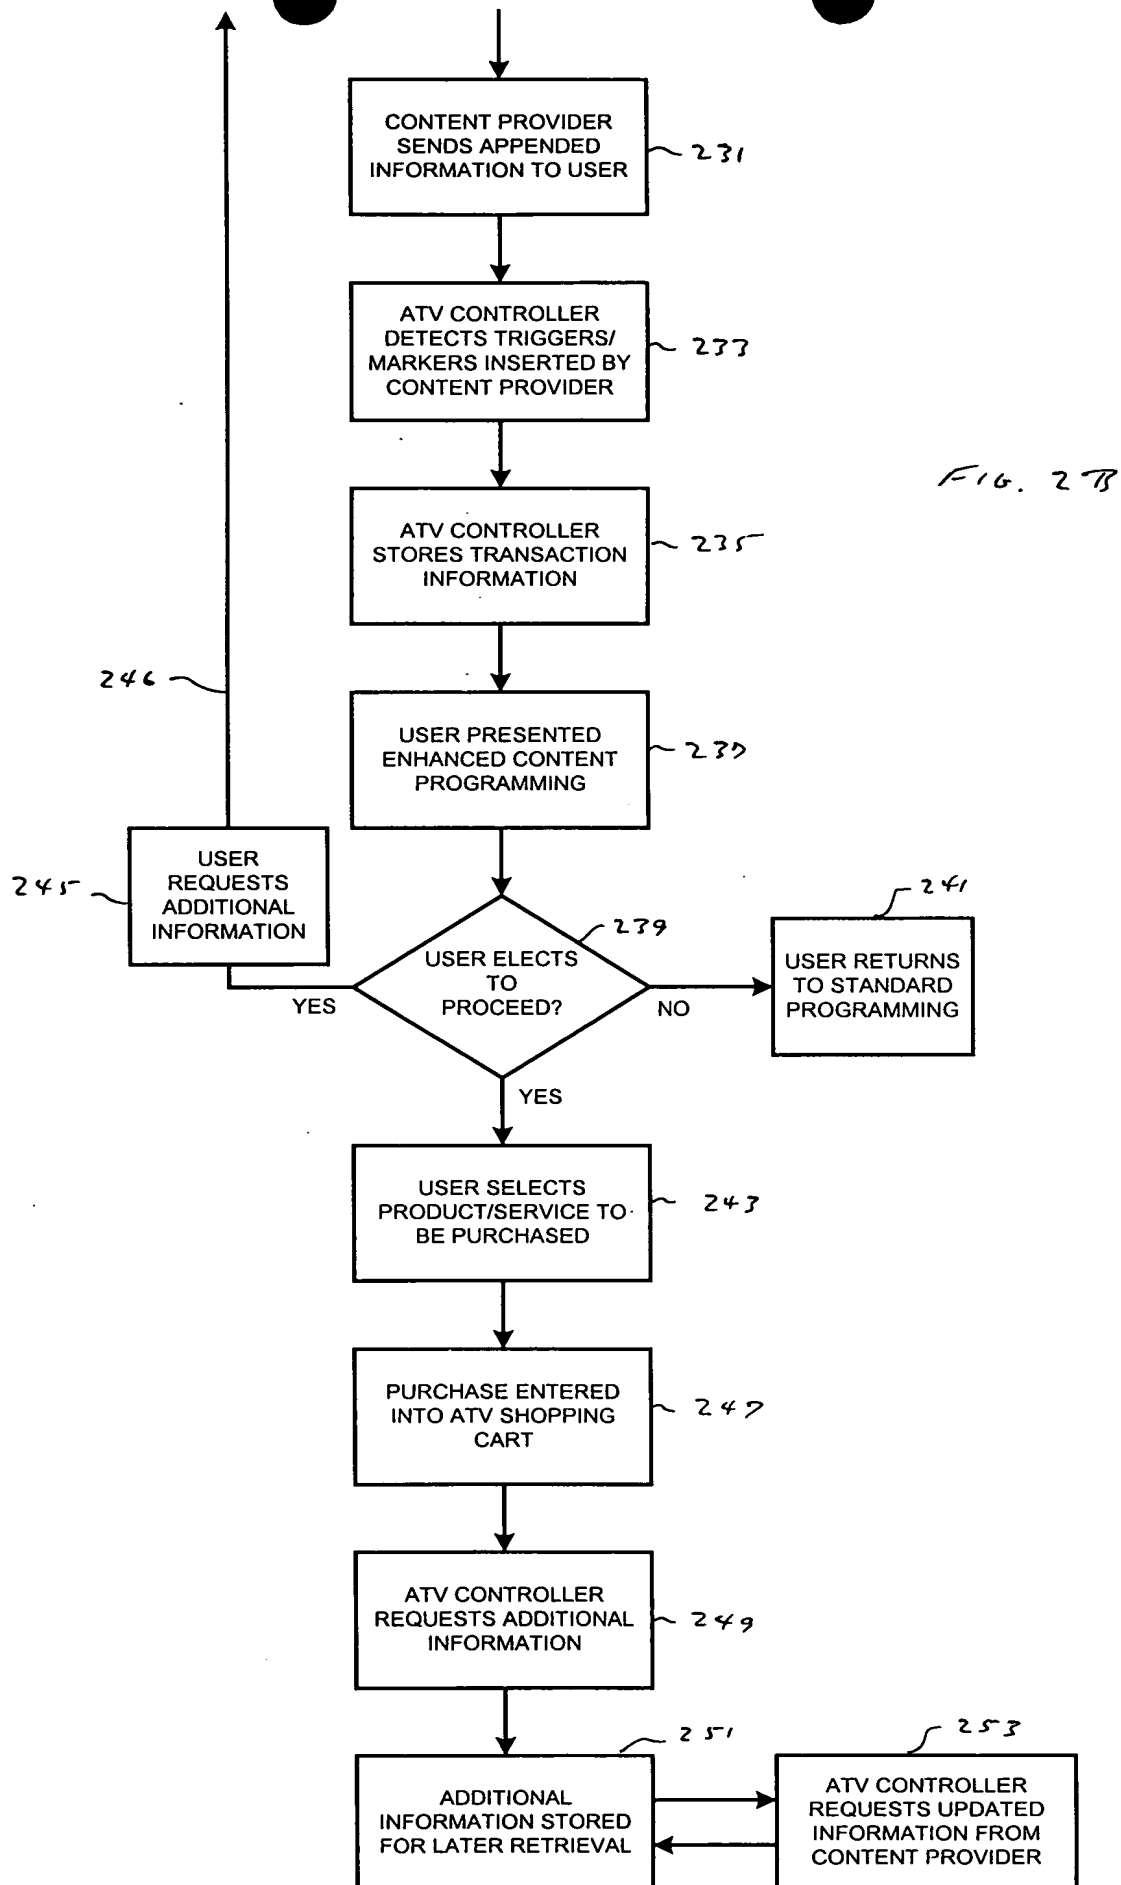 CONTENT PROVIDER
SENDS APPENDED
INFORMATION TO USER
231
ATV CONTROLLER
DETECTS TRIGGERS/
MARKERS INSERTED BY
CONTENT PROVIDER
233
FIG. 2B
ATV CONTROLLER
STORES TRANSACTION
INFORMATION
235
246
USER PRESENTED
ENHANCED CONTENT
PROGRAMMING
237
USER
REQUESTS
ADDITIONAL
INFORMATION
245
239
USER ELECTS
TO
PROCEED?
YES
NO
241
USER RETURNS
TO STANDARD
PROGRAMMING
YES
USER SELECTS
PRODUCT/SERVICE TO
BE PURCHASED
243
PURCHASE ENTERED
INTO ATV SHOPPING
CART
247
ATV CONTROLLER
REQUESTS ADDITIONAL
INFORMATION
249
251
ADDITIONAL
INFORMATION STORED
FOR LATER RETRIEVAL
253
ATV CONTROLLER
REQUESTS UPDATED
INFORMATION FROM
CONTENT PROVIDER